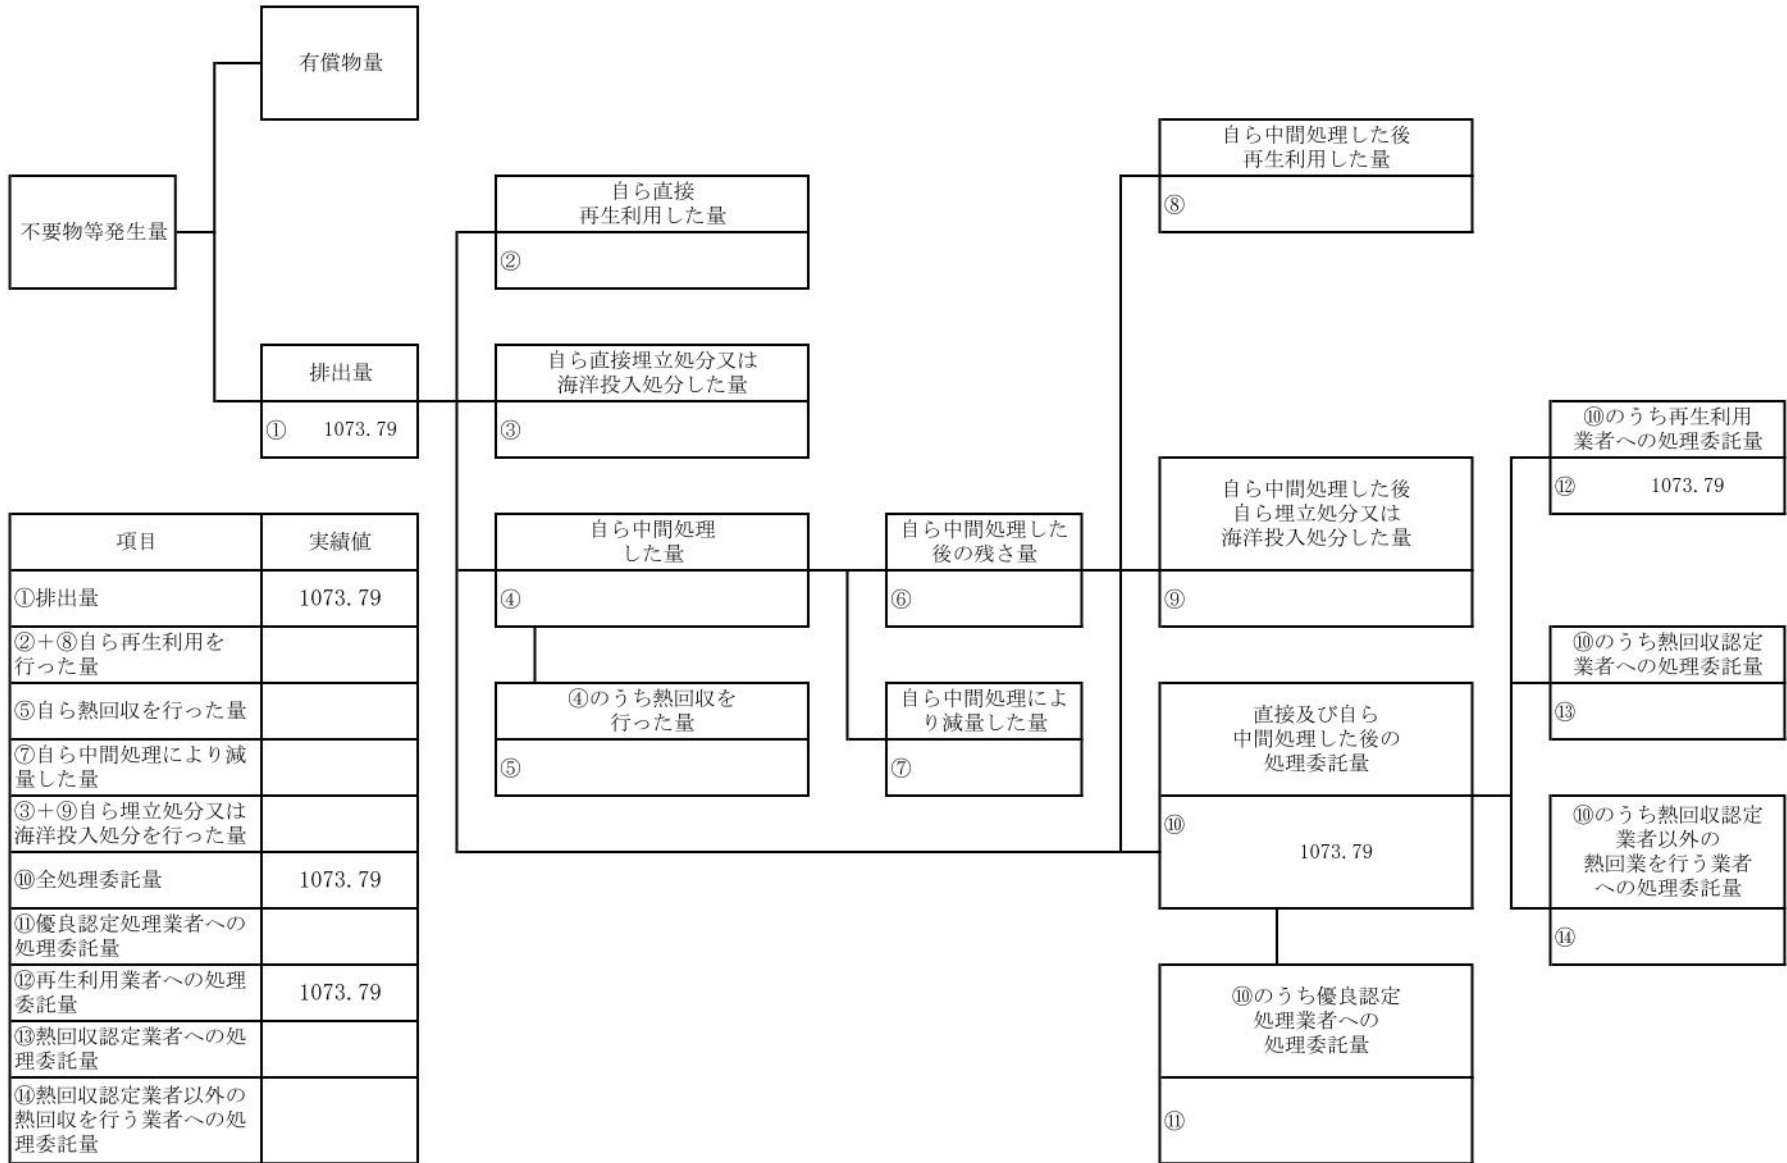 有償物量
不要物等発生量
排出量
① 1073.79
自ら直接
再生利用した量
②
自ら直接埋立処分又は
海洋投入処分した量
③
自ら中間処理
した量
④
④のうち熱回収を
行った量
⑤
自ら中間処理した
後の残さ量
⑥
自ら中間処理によ
り減量した量
⑦
自ら中間処理した後
再生利用した量
⑧
自ら中間処理した後
自ら埋立処分又は
海洋投入処分した量
⑨
直接及び自ら
中間処理した後の
処理委託量
⑩
1073.79
⑩のうち優良認定
処理業者への
処理委託量
⑪
⑩のうち再生利用
業者への処理委託量
⑫ 1073.79
⑩のうち熱回収認定
業者への処理委託量
⑬
⑩のうち熱回収認定
業者以外の
熱回業を行う業者
への処理委託量
⑭
項目 実績値
①排出量 1073.79
②+⑧自ら再生利用を
行った量
⑤自ら熱回収を行った量
⑦自ら中間処理により減
量した量
③+⑨自ら埋立処分又は
海洋投入処分を行った量
⑩全処理委託量 1073.79
⑪優良認定処理業者への
処理委託量
⑫再生利用業者への処理
委託量 1073.79
⑬熱回収認定業者への処
理委託量
⑭熱回収認定業者以外の
熱回収を行う業者への処
理委託量